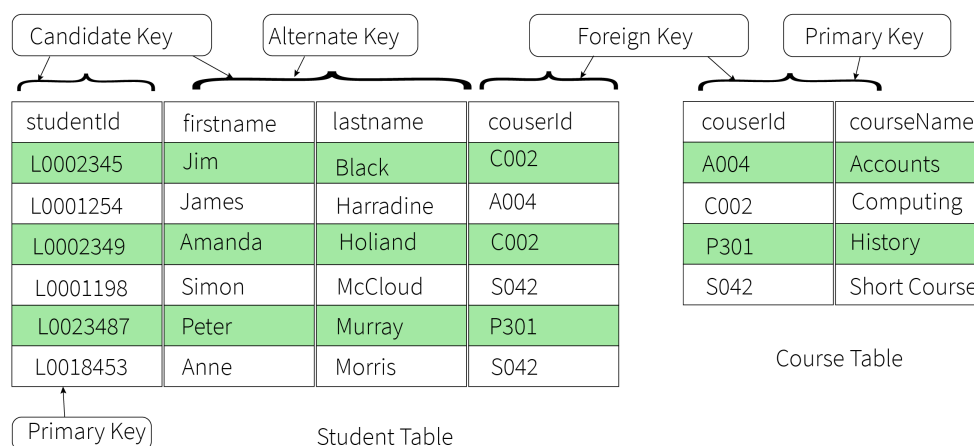 Candidate Key Alternate Key Foreign Key Primary Key
studentId firstname lastname couserId couserId courseName
L0002345 Jim Black C002 A004 Accounts
L0001254 James Harradine A004 C002 Computing
L0002349 Amanda Holiand C002 P301 History
L0001198 Simon McCloud S042 S042 Short Course
L0023487 Peter Murray P301
L0018453 Anne Morris S042
Course Table
Primary Key
Student Table